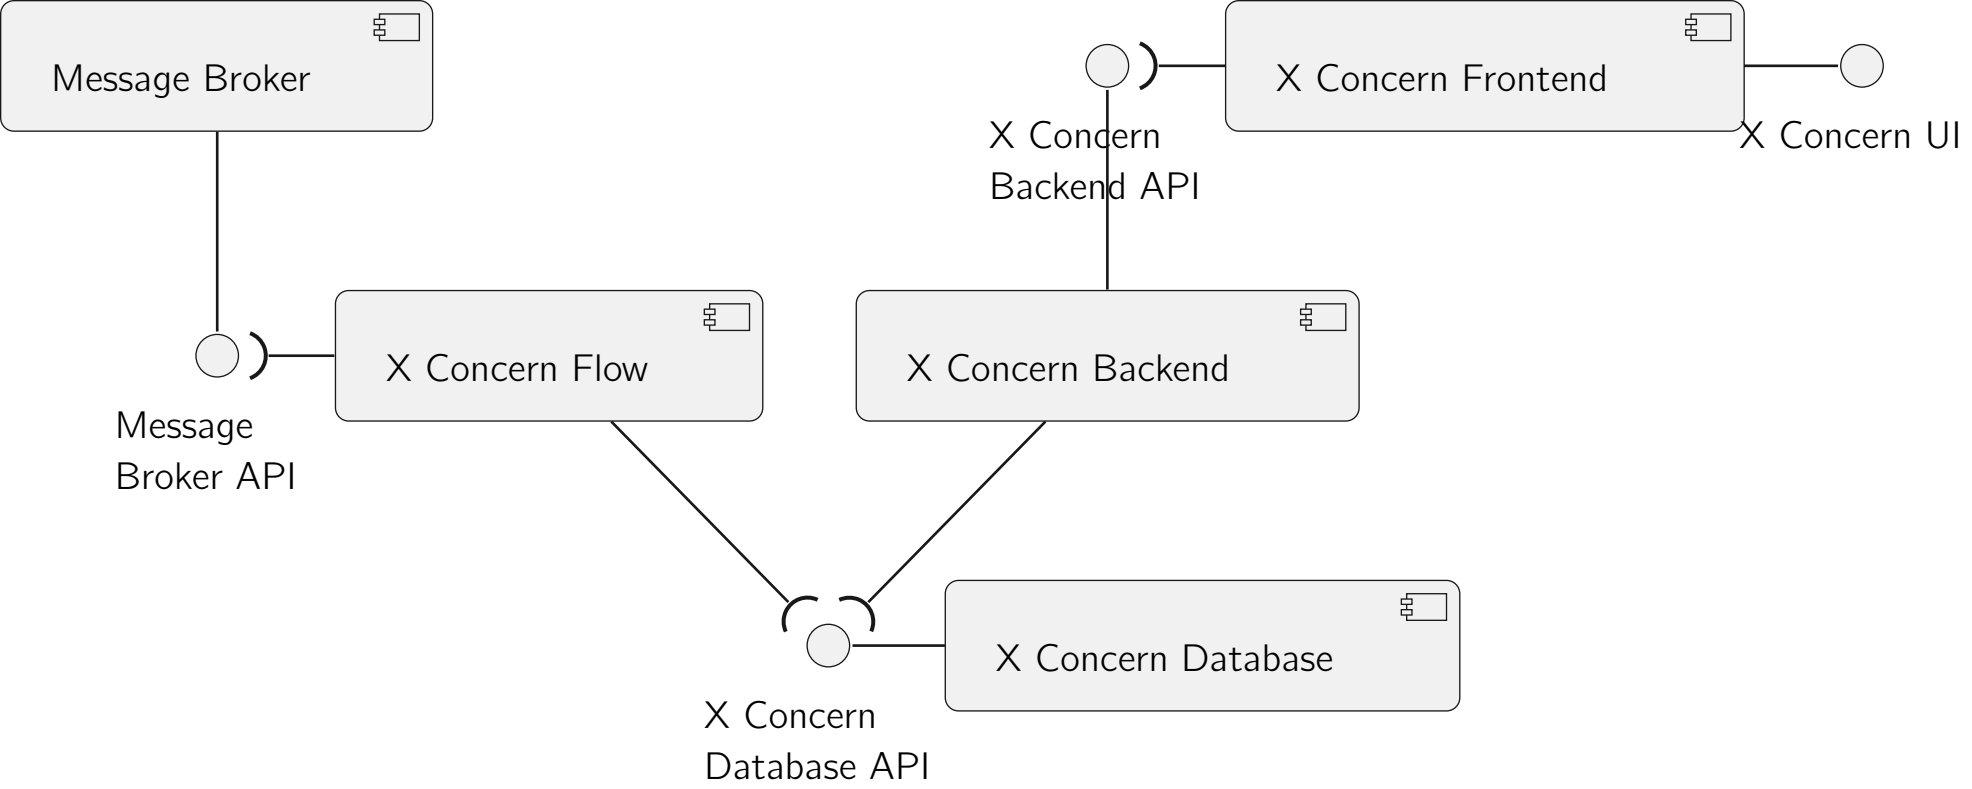 Message Broker
X Concern Frontend
X Concern
Backend API
X Concern UI
X Concern Flow
X Concern Backend
Message
Broker API
X Concern Database
X Concern
Database API